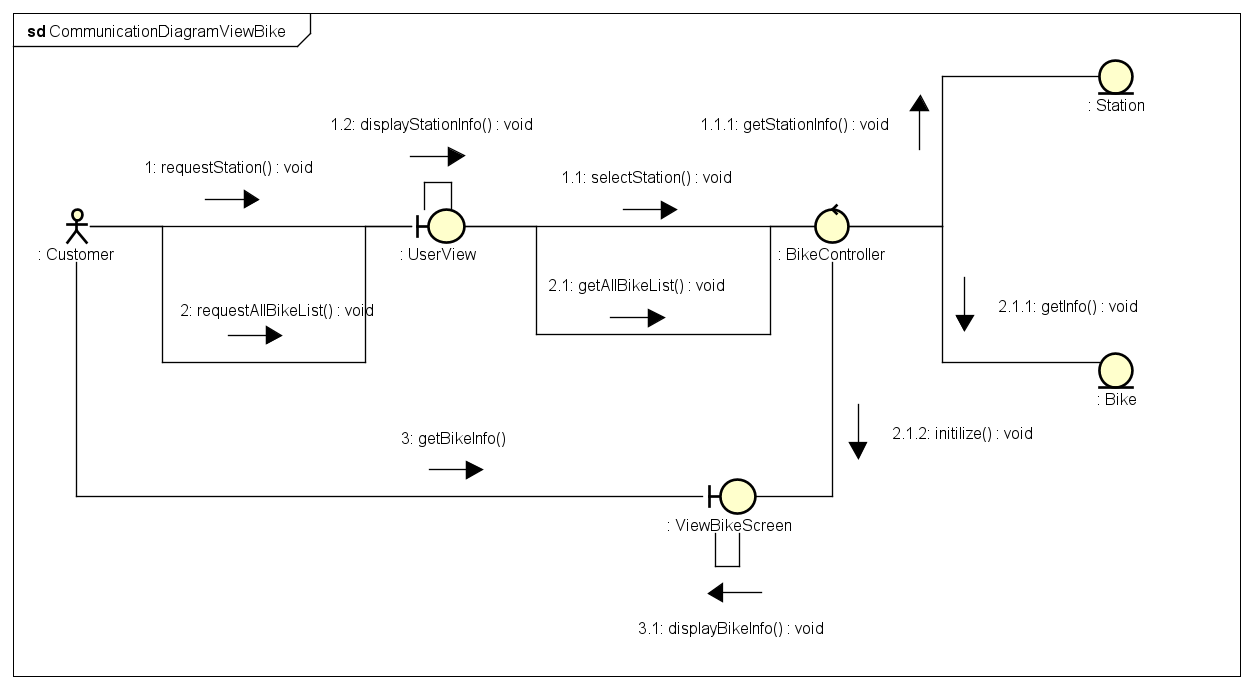 sd CommunicationDiagramViewBike
: Station
1.2: displayStationInfo() : void
1.1.1: getStationInfo() : void
1: requestStation() : void
1.1: selectStation() : void
: Customer
: UserView
: BikeController
2: requestAllBikeList() : void
2.1: getAllBikeList() : void
2.1.1: getInfo() : void
: Bike
3: getBikeInfo()
2.1.2: initilize() : void
: ViewBikeScreen
3.1: displayBikeInfo() : void